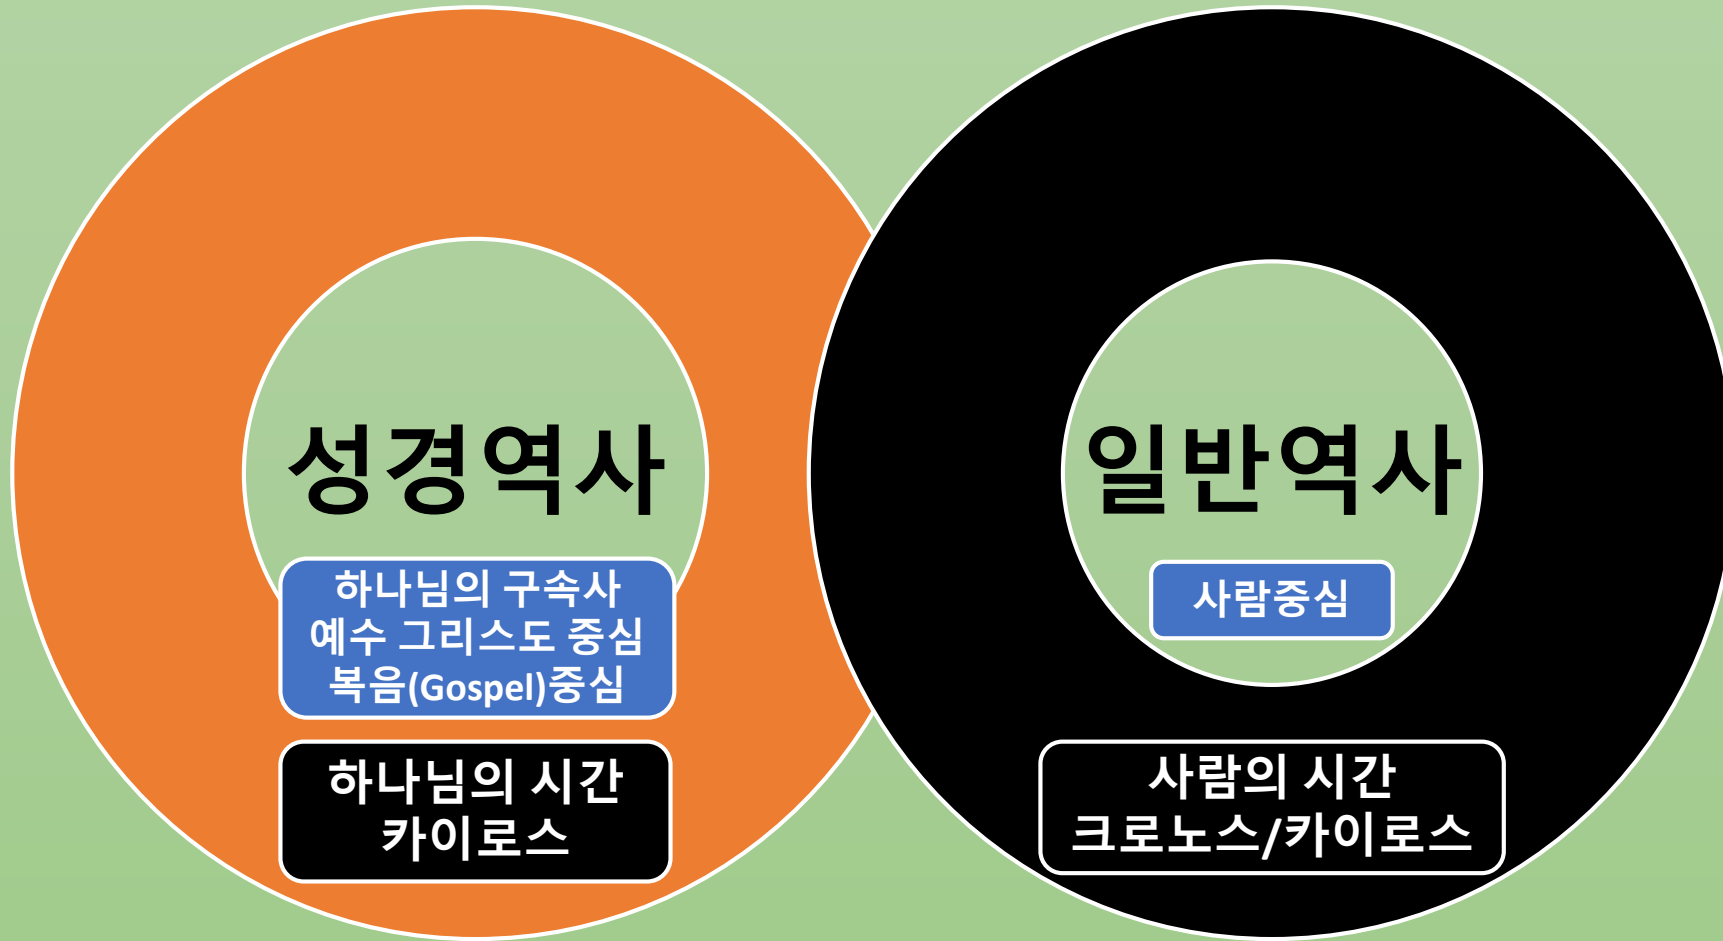 성경역사
하나님의 구속사
예수 그리스도 중심
복음(Gospel)중심
하나님의 시간
카이로스
일반역사
사람중심
사람의 시간
크로노스/카이로스